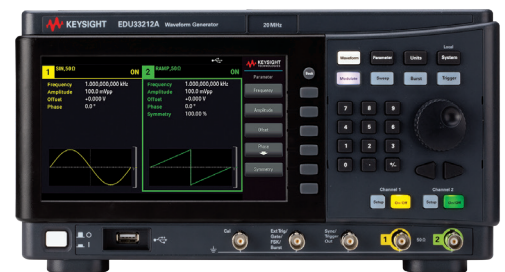 KEYSIGHT EDU33212A Waveform Generator 20 MHz
1 SIN,50Ω ON 2 RAMP,50Ω ON
KEYSIGHT
TECHNOLOGIES
Frequency 1.000,000,000 kHz
Amplitude 100.0 mVpp
Offset +0.000 V
Phase 0.0 °
Frequency 1.000,000,000 kHz
Amplitude 100.0 mVpp
Offset +0.000 V
Phase 0.0 °
Symmetry 100.00 %
Parameter
Frequency
Amplitude
Offset
Phase
Symmetry
Back
Local
Waveform Parameter Units System
Modulate Sweep Burst Trigger
7 8 9
4 5 6
1 2 3
0 . +/-
Channel 1 Channel 2
Setup On/Off Setup On/Off
Cal
Ext Trig/
Gate/
FSK/
Burst
Sync/
Trigger
Out
1 50Ω 2